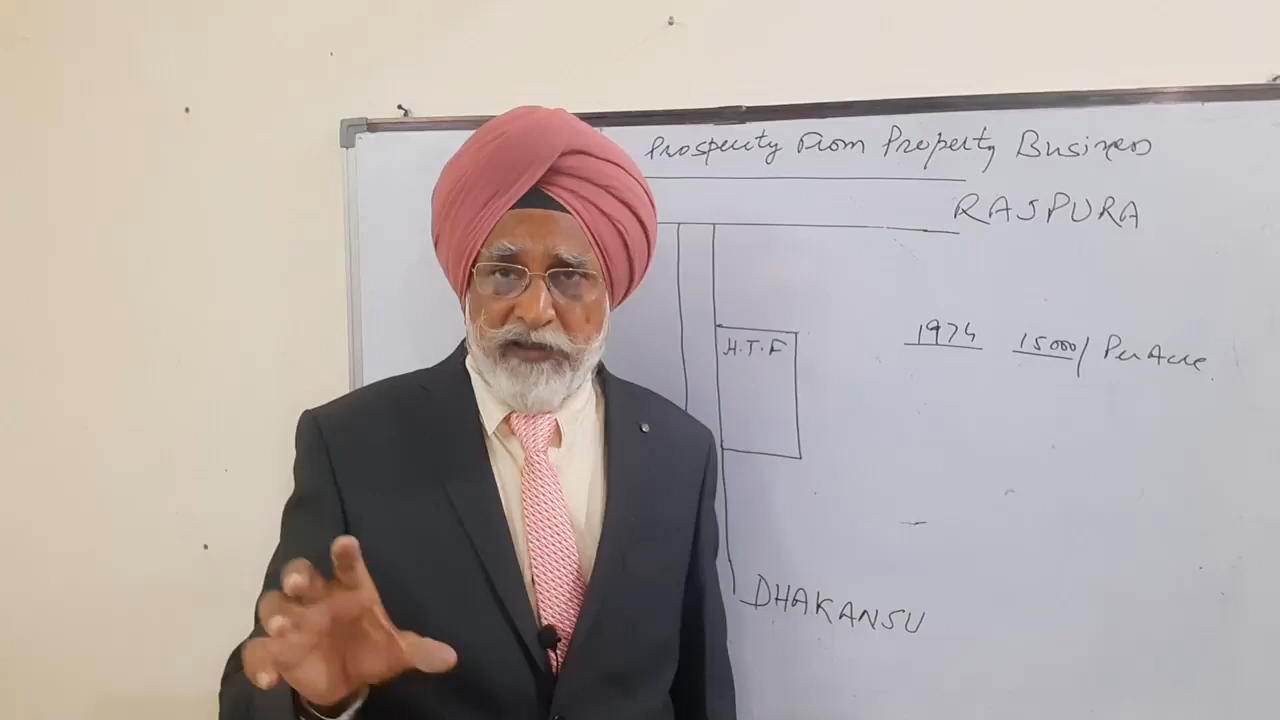 Prosperity From Property Business
RAJPURA
H.T.F
1974 15000/ Per Acre
DHAKANSU